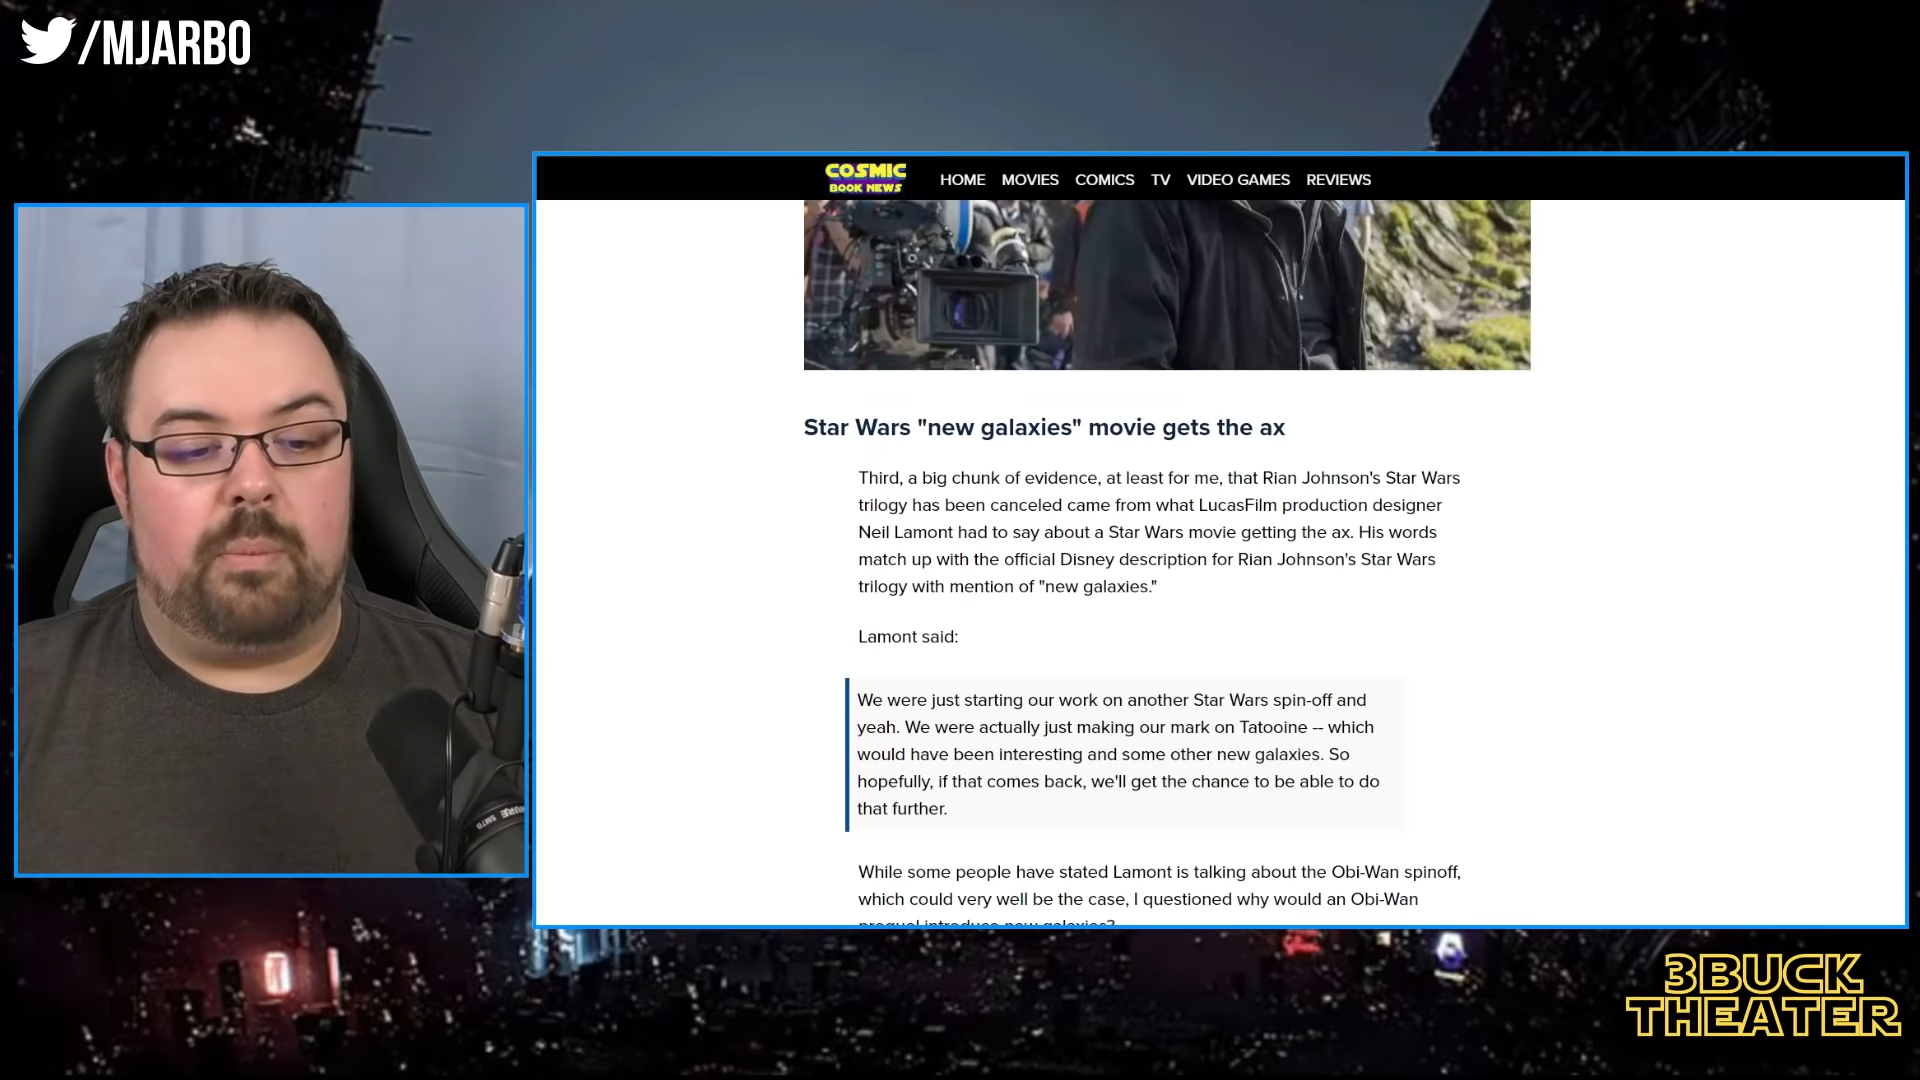 /MJARBO
COSMIC
BOOK NEWS
HOME MOVIES COMICS TV VIDEO GAMES REVIEWS
Star Wars "new galaxies" movie gets the ax
Third, a big chunk of evidence, at least for me, that Rian Johnson's Star Wars
trilogy has been canceled came from what LucasFilm production designer
Neil Lamont had to say about a Star Wars movie getting the ax. His words
match up with the official Disney description for Rian Johnson's Star Wars
trilogy with mention of "new galaxies."
Lamont said:
We were just starting our work on another Star Wars spin-off and
yeah. We were actually just making our mark on Tatooine -- which
would have been interesting and some other new galaxies. So
hopefully, if that comes back, we'll get the chance to be able to do
that further.
While some people have stated Lamont is talking about the Obi-Wan spinoff,
which could very well be the case, I questioned why would an Obi-Wan
prequel introduce new galaxies?
SHURE
SM7B
3BUCK
THEATER